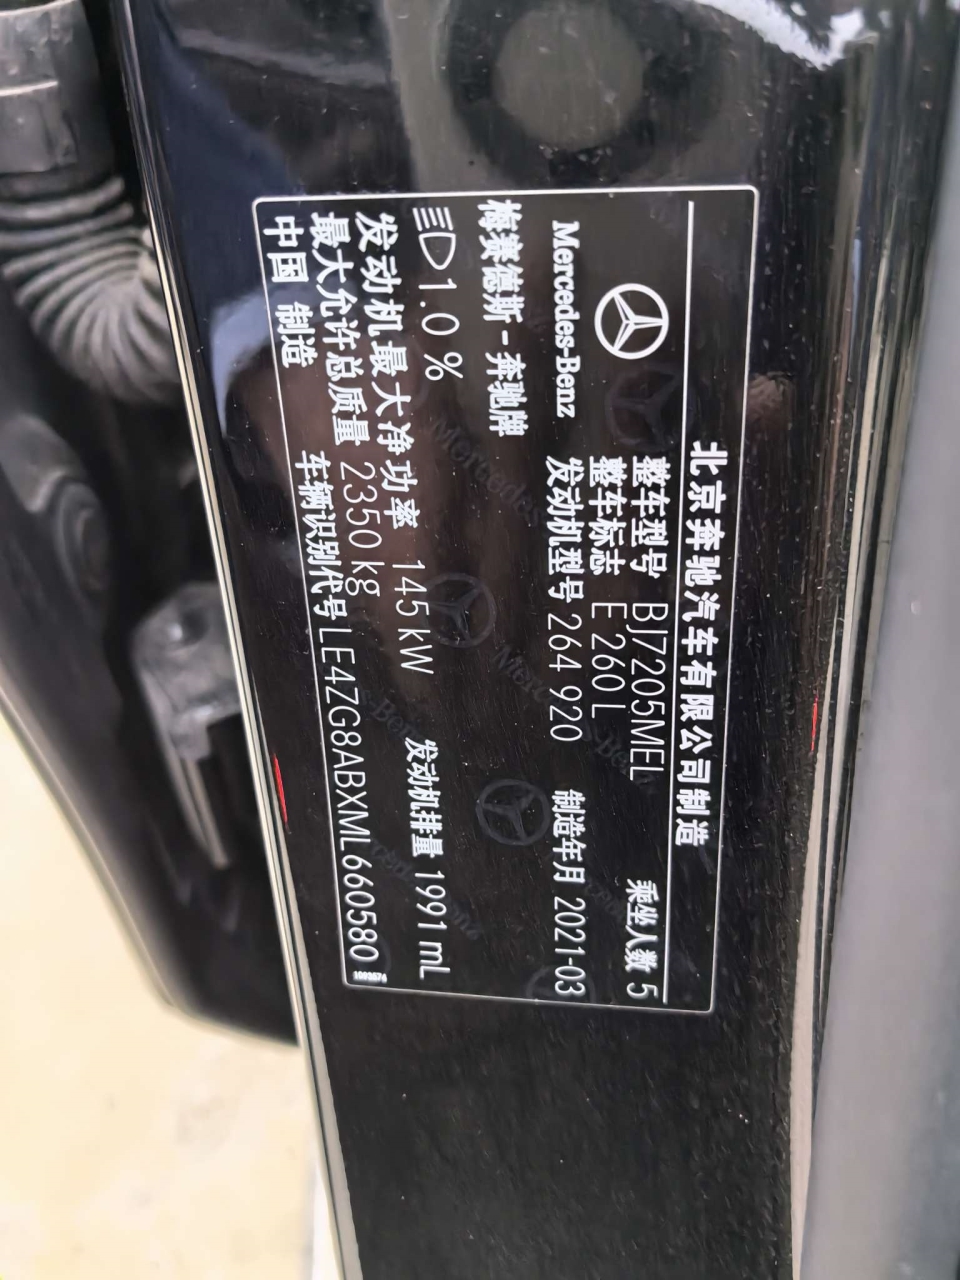 北京奔驰汽车有限公司制造
整车型号 BJ7205MEL 乘坐人数 5
整车标志 E 260 L
Mercedes-Benz 发动机型号 264 920 制造年月 2021-03
梅赛德斯-奔驰牌
1.0 %
发动机最大净功率 145 kW 发动机排量 1991 mL
最大允许总质量 2350 kg
中国 制造 车辆识别代号 LE4ZG8ABXML660580